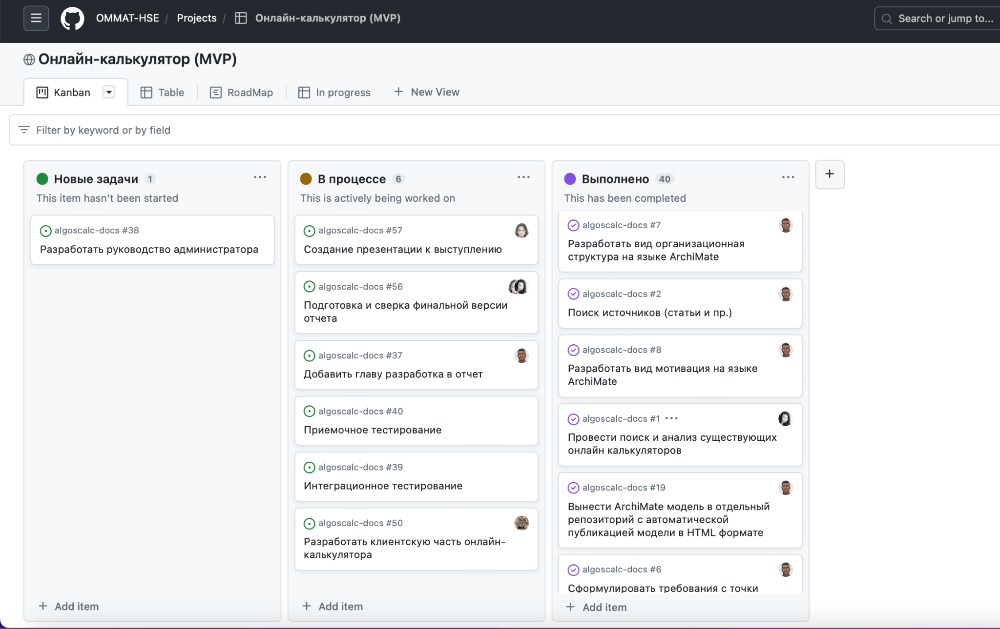 OMMAT-HSE / Projects / Онлайн-калькулятор (MVP)
Search or jump to...
Онлайн-калькулятор (MVP)
Kanban
Table
RoadMap
In progress
+ New View
Filter by keyword or by field
Новые задачи 1
This item hasn't been started
algoscalc-docs #38
Разработать руководство администратора
+ Add item
В процессе 6
This is actively being worked on
algoscalc-docs #57
Создание презентации к выступлению
algoscalc-docs #56
Подготовка и сверка финальной версии
отчета
algoscalc-docs #37
Добавить главу разработка в отчет
algoscalc-docs #40
Приемочное тестирование
algoscalc-docs #39
Интеграционное тестирование
algoscalc-docs #50
Разработать клиентскую часть онлайн-
калькулятора
+ Add item
Выполнено 40
This has been completed
algoscalc-docs #7
Разработать вид организационная
структура на языке ArchiMate
algoscalc-docs #2
Поиск источников (статьи и пр.)
algoscalc-docs #8
Разработать вид мотивация на языке
ArchiMate
algoscalc-docs #1 ...
Провести поиск и анализ существующих
онлайн калькуляторов
algoscalc-docs #19
Вынести ArchiMate модель в отдельный
репозиторий с автоматической
публикацией модели в HTML формате
algoscalc-docs #6
Сформулировать требования с точки
+ Add item
+